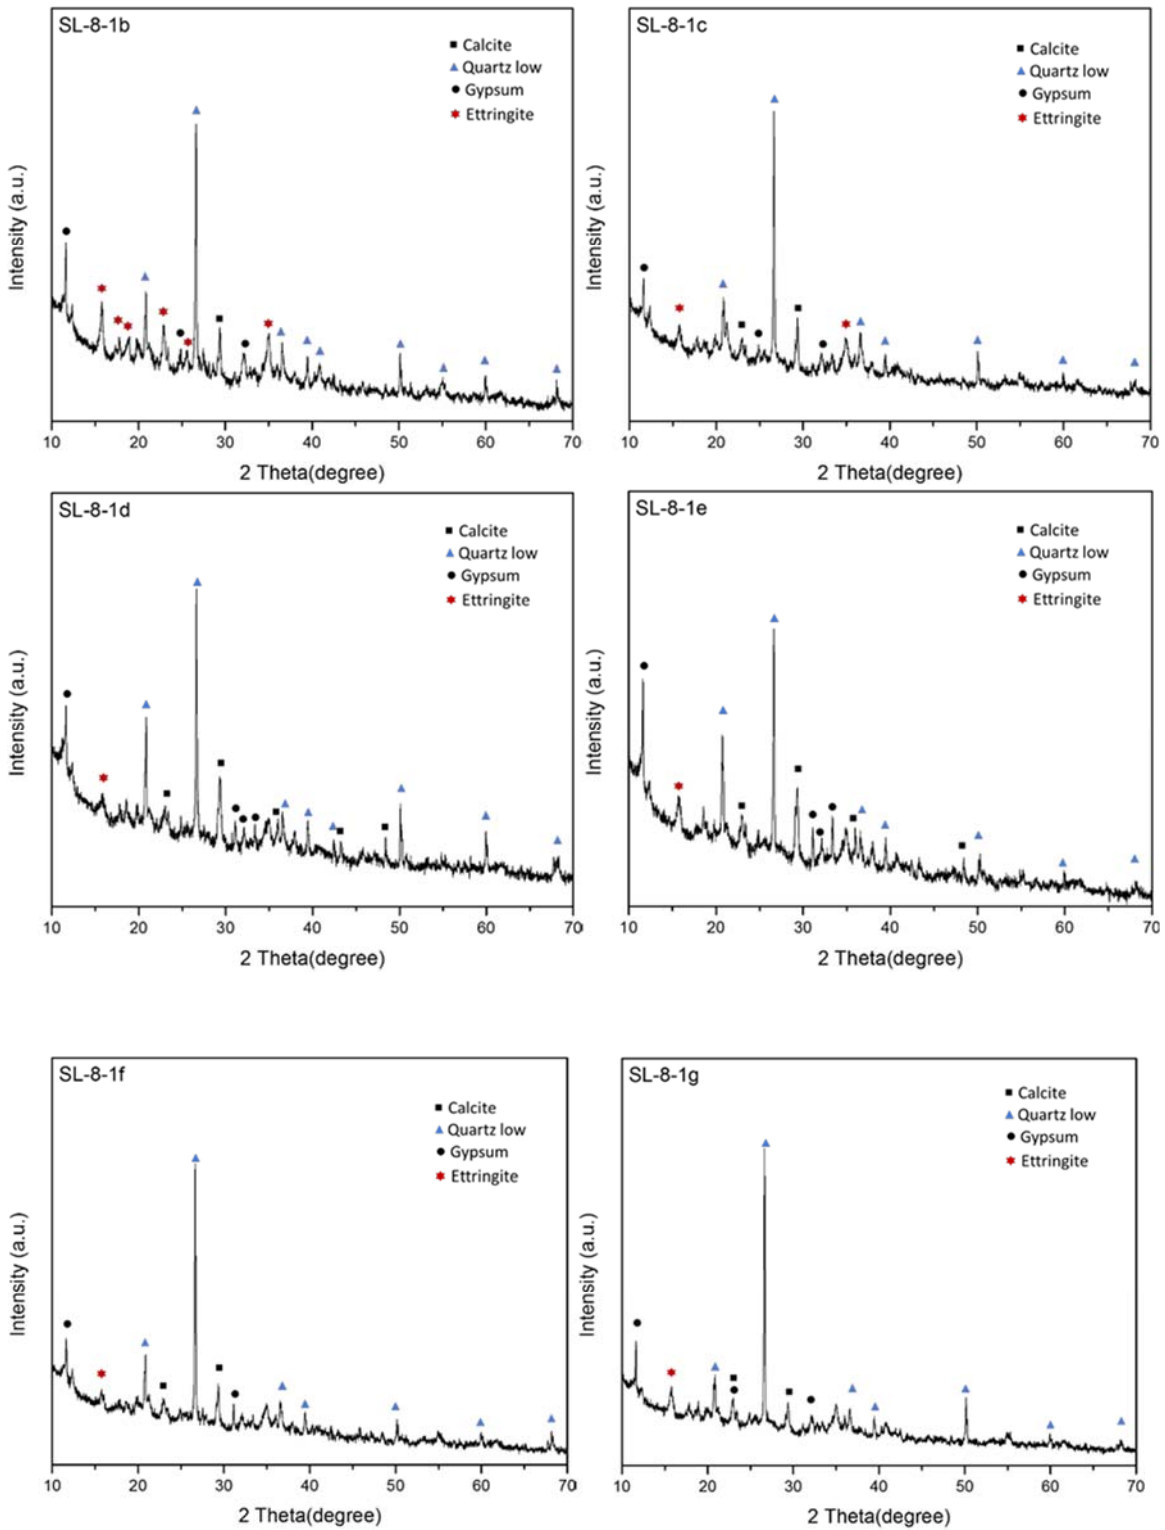 SL-8-1b
Calcite
Quartz low
Gypsum
Ettringite
Intensity (a.u.)
10 20 30 40 50 60 70
2 Theta(degree)
SL-8-1c
Calcite
Quartz low
Gypsum
Ettringite
Intensity (a.u.)
10 20 30 40 50 60 70
2 Theta(degree)
SL-8-1d
Calcite
Quartz low
Gypsum
Ettringite
Intensity (a.u.)
10 20 30 40 50 60 70
2 Theta(degree)
SL-8-1e
Calcite
Quartz low
Gypsum
Ettringite
Intensity (a.u.)
10 20 30 40 50 60 70
2 Theta(degree)
SL-8-1f
Calcite
Quartz low
Gypsum
Ettringite
Intensity (a.u.)
10 20 30 40 50 60 70
2 Theta(degree)
SL-8-1g
Calcite
Quartz low
Gypsum
Ettringite
Intensity (a.u.)
10 20 30 40 50 60 70
2 Theta(degree)